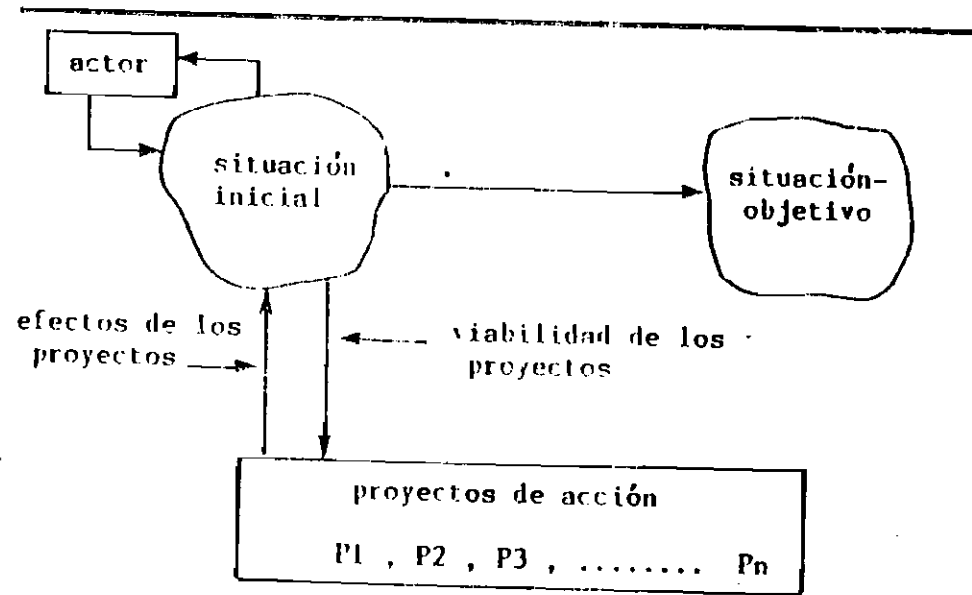 actor
situación
inicial
situación-
objetivo
efectos de los
proyectos
viabilidad de los
proyectos
proyectos de acción
P1 , P2 , P3 , ........ Pn